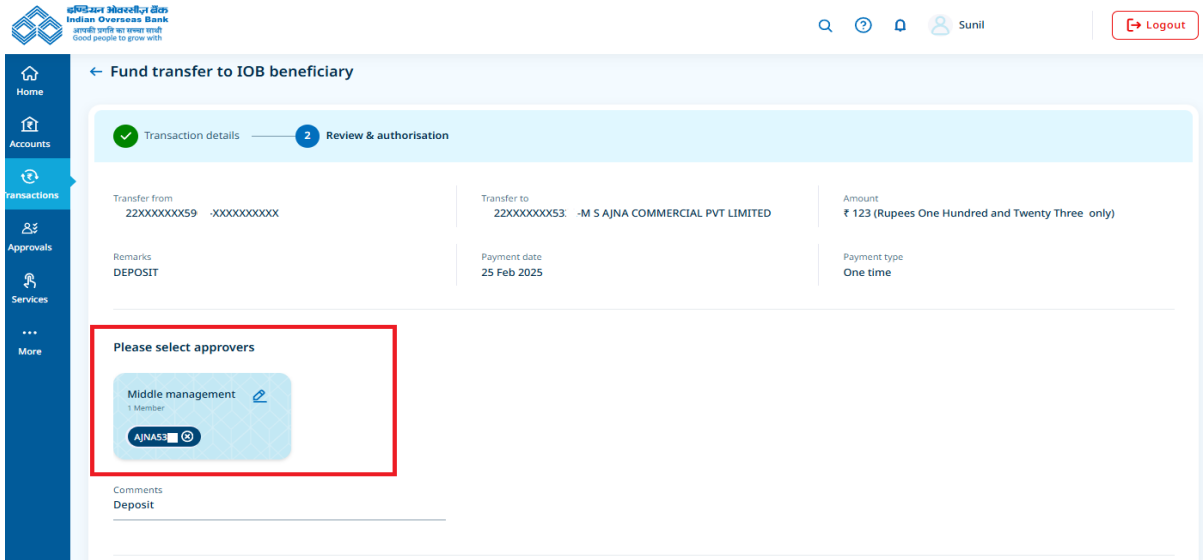 इण्डियन ओवरसीज़ बैंक
Indian Overseas Bank
आपकी प्रगति का सच्चा साथी
Good people to grow with
Sunil
Logout
Home
Accounts
Transactions
Approvals
Services
More
Fund transfer to IOB beneficiary
Transaction details
2 Review & authorisation
Transfer from
22XXXXXXX59 -XXXXXXXXXX
Transfer to
22XXXXXXX53 -M S AJNA COMMERCIAL PVT LIMITED
Amount
₹ 123 (Rupees One Hundred and Twenty Three only)
Remarks
DEPOSIT
Payment date
25 Feb 2025
Payment type
One time
Please select approvers
Middle management
1 Member
AJNA53
Comments
Deposit